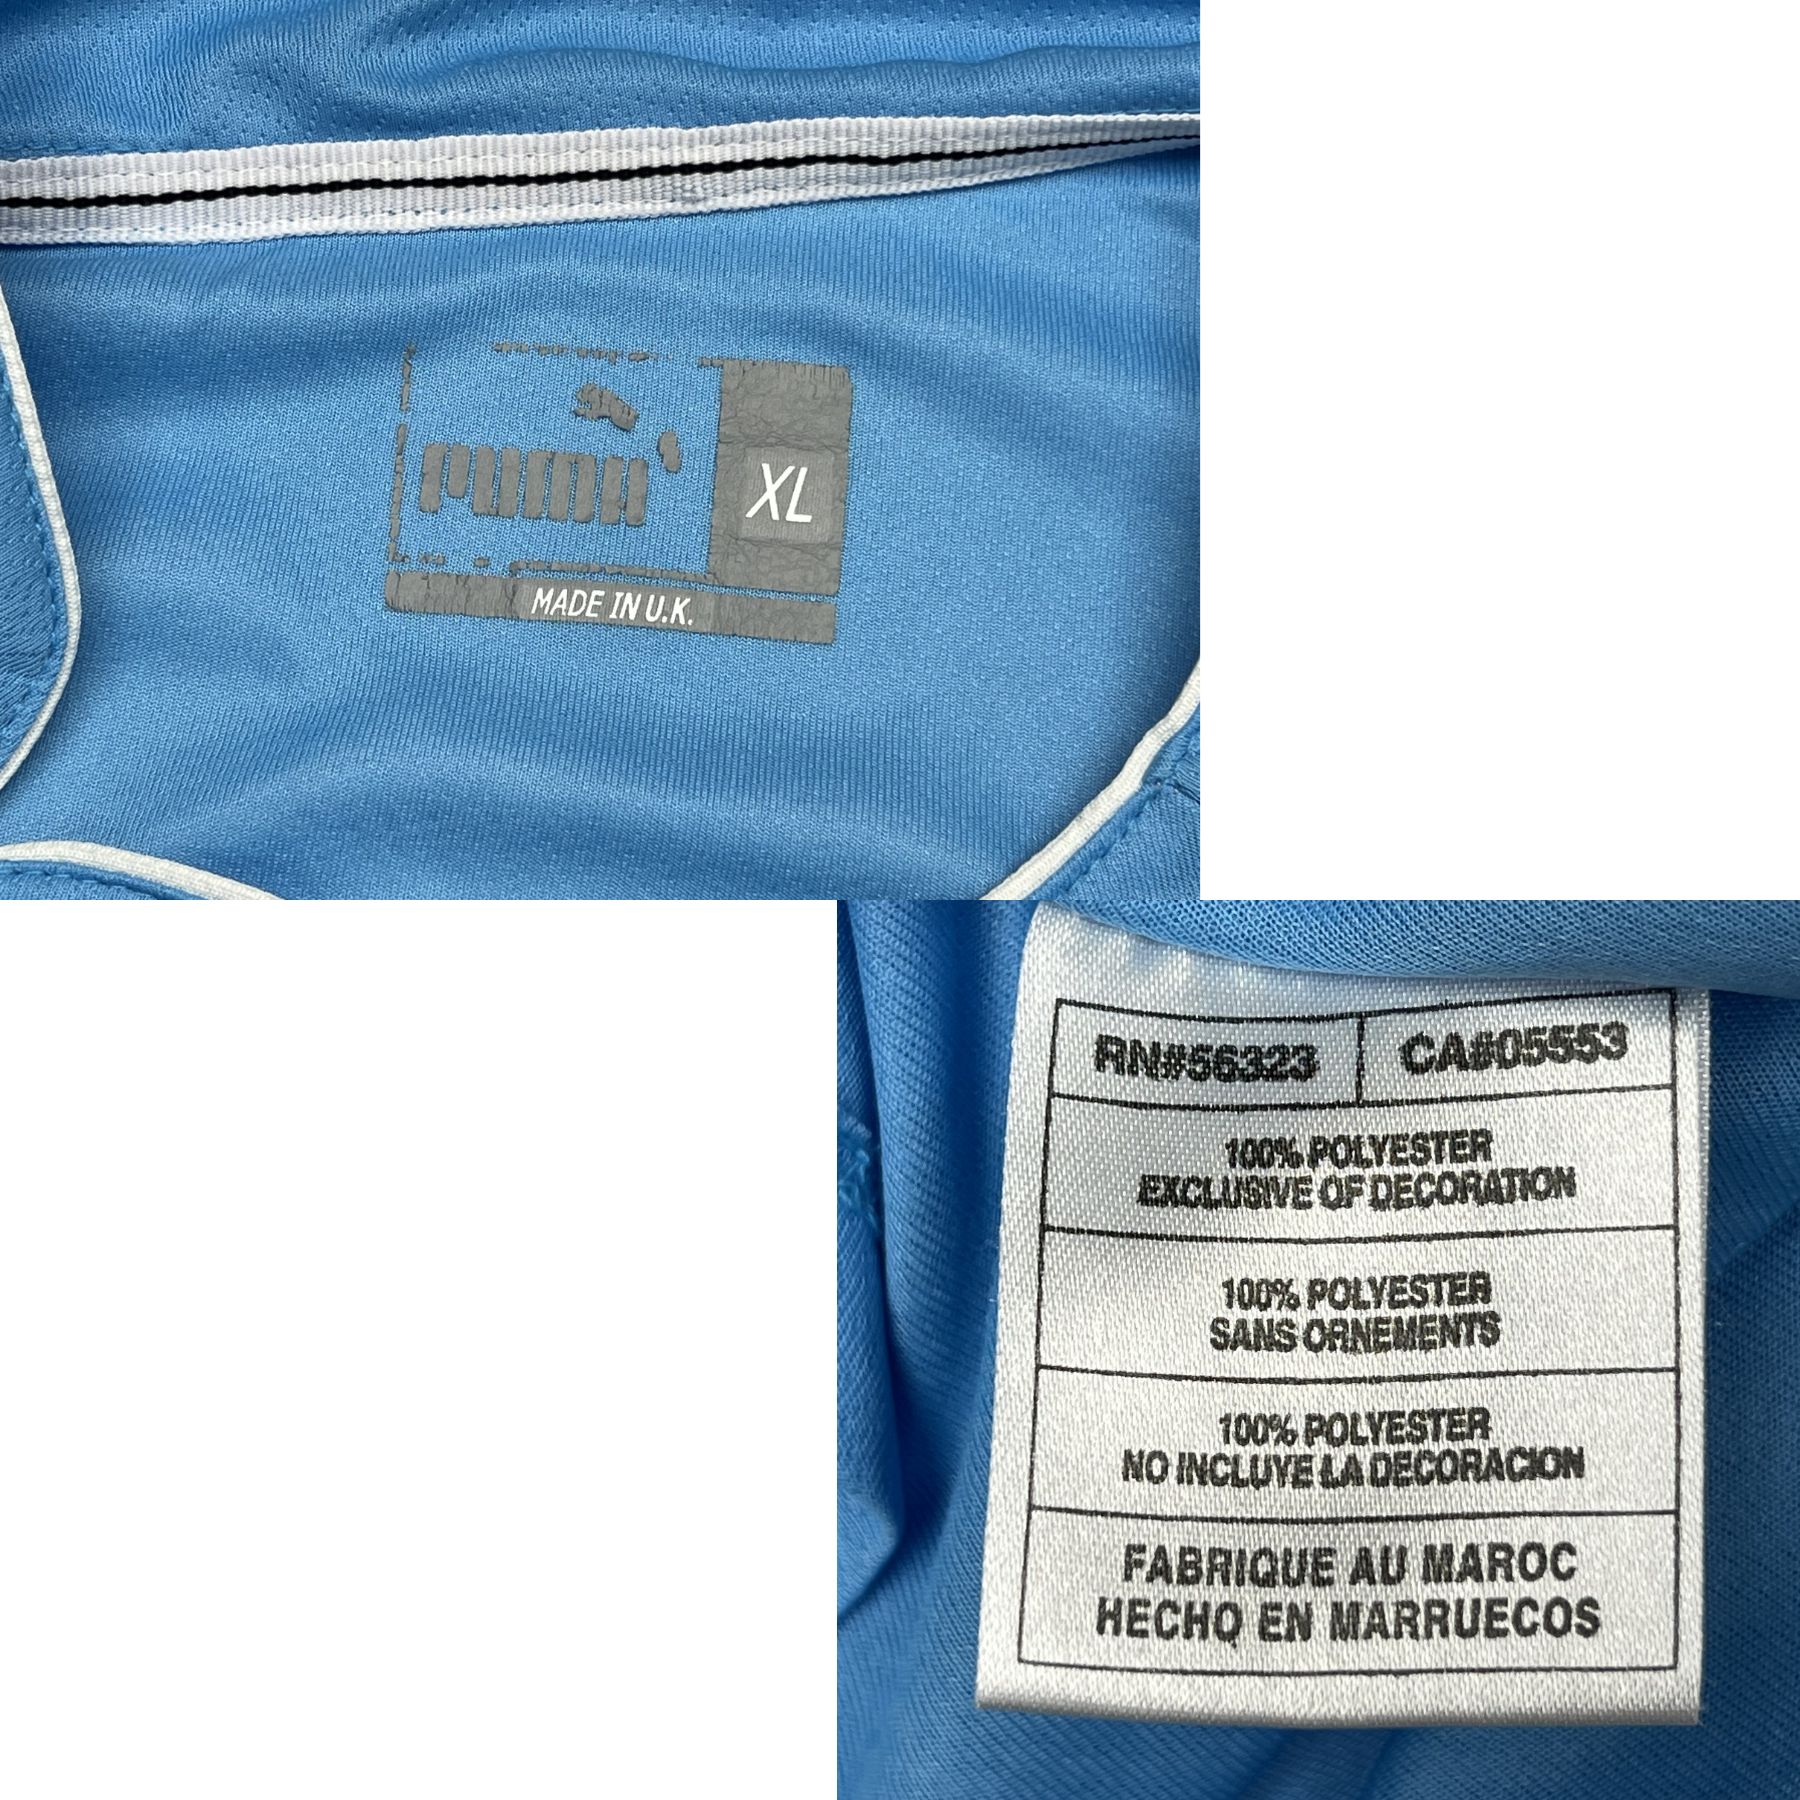 PUMA
XL
MADE IN U.K.
RN#56323 CA#05553
100% POLYESTER
EXCLUSIVE OF DECORATION
100% POLYESTER
SANS ORNEMENTS
100% POLYESTER
NO INCLUYE LA DECORACION
FABRIQUE AU MAROC
HECHO EN MARRUECOS